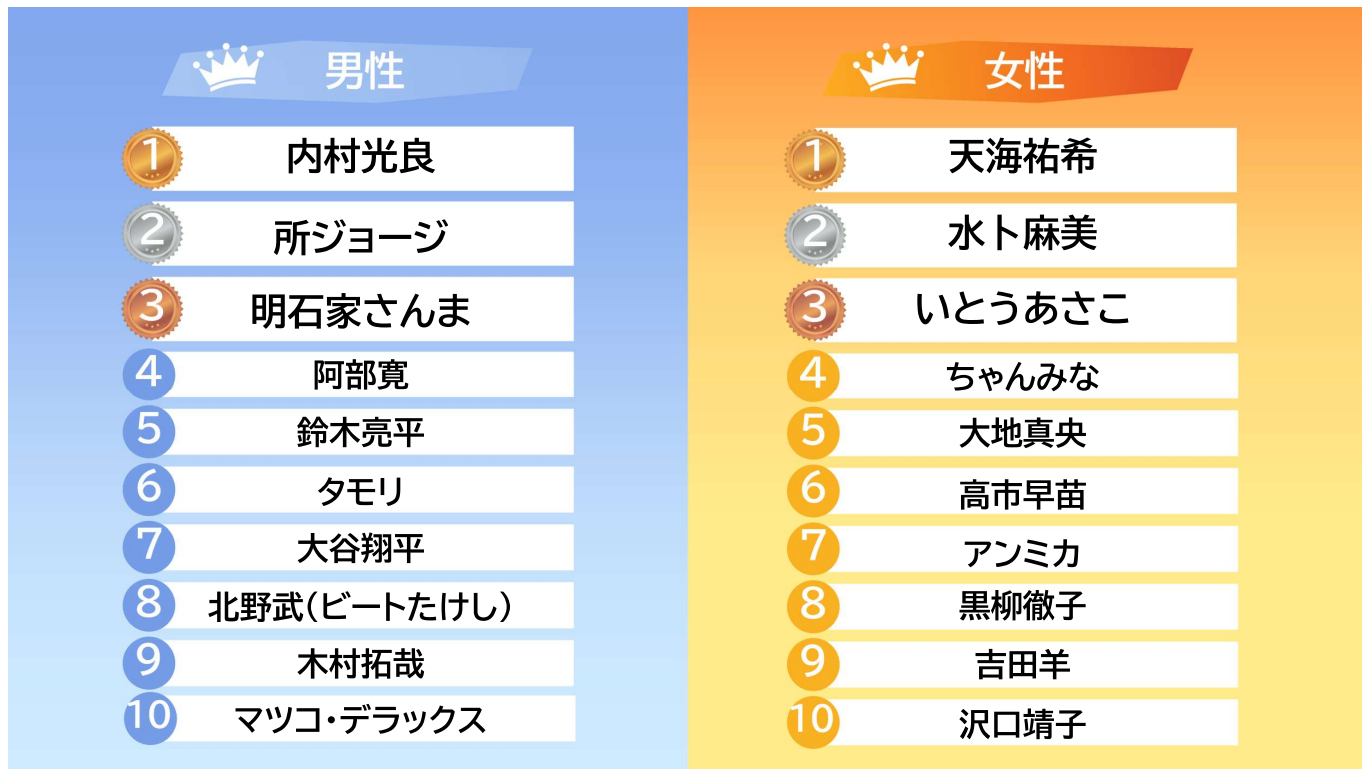 男性
1 内村光良
2 所ジョージ
3 明石家さんま
4 阿部寛
5 鈴木亮平
6 タモリ
7 大谷翔平
8 北野武(ビートたけし)
9 木村拓哉
10 マツコ・デラックス
女性
1 天海祐希
2 水卜麻美
3 いとうあさこ
4 ちゃんみな
5 大地真央
6 高市早苗
7 アンミカ
8 黒柳徹子
9 吉田羊
10 沢口靖子